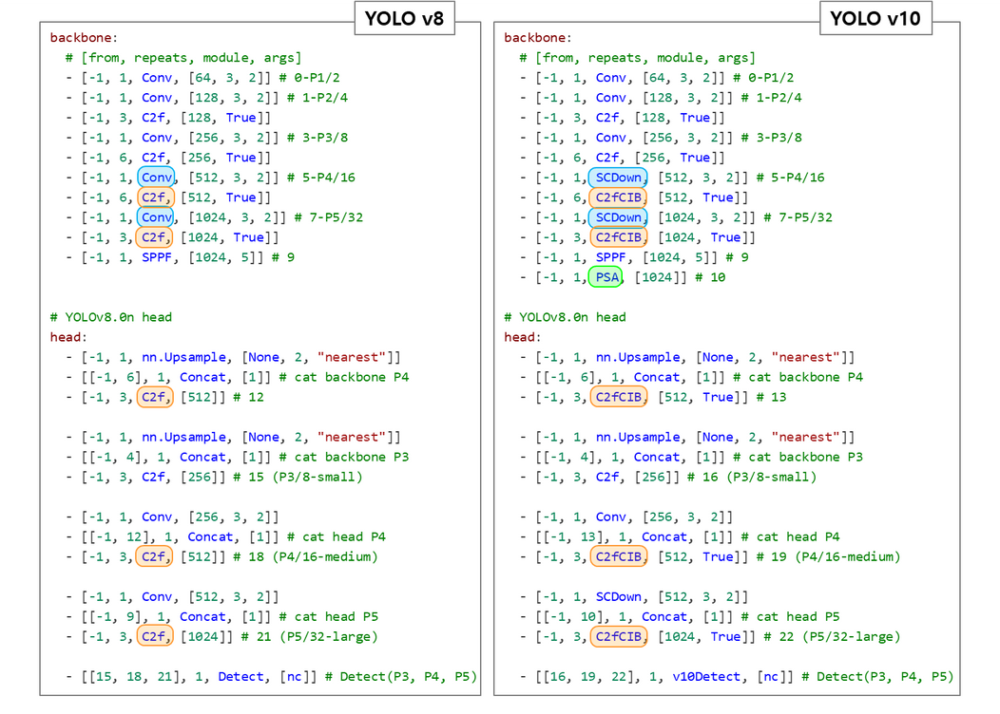 YOLO v8
backbone:
# [from, repeats, module, args]
- [-1, 1, Conv, [64, 3, 2]] # 0-P1/2
- [-1, 1, Conv, [128, 3, 2]] # 1-P2/4
- [-1, 3, C2f, [128, True]]
- [-1, 1, Conv, [256, 3, 2]] # 3-P3/8
- [-1, 6, C2f, [256, True]]
- [-1, 1, Conv, [512, 3, 2]] # 5-P4/16
- [-1, 6, C2f, [512, True]]
- [-1, 1, Conv, [1024, 3, 2]] # 7-P5/32
- [-1, 3, C2f, [1024, True]]
- [-1, 1, SPPF, [1024, 5]] # 9
# YOLOv8.0n head
head:
- [-1, 1, nn.Upsample, [None, 2, "nearest"]]
- [[-1, 6], 1, Concat, [1]] # cat backbone P4
- [-1, 3, C2f, [512]] # 12
- [-1, 1, nn.Upsample, [None, 2, "nearest"]]
- [[-1, 4], 1, Concat, [1]] # cat backbone P3
- [-1, 3, C2f, [256]] # 15 (P3/8-small)
- [-1, 1, Conv, [256, 3, 2]]
- [[-1, 12], 1, Concat, [1]] # cat head P4
- [-1, 3, C2f, [512]] # 18 (P4/16-medium)
- [-1, 1, Conv, [512, 3, 2]]
- [[-1, 9], 1, Concat, [1]] # cat head P5
- [-1, 3, C2f, [1024]] # 21 (P5/32-large)
- [[15, 18, 21], 1, Detect, [nc]] # Detect(P3, P4, P5)
YOLO v10
backbone:
# [from, repeats, module, args]
- [-1, 1, Conv, [64, 3, 2]] # 0-P1/2
- [-1, 1, Conv, [128, 3, 2]] # 1-P2/4
- [-1, 3, C2f, [128, True]]
- [-1, 1, Conv, [256, 3, 2]] # 3-P3/8
- [-1, 6, C2f, [256, True]]
- [-1, 1, SCDown, [512, 3, 2]] # 5-P4/16
- [-1, 6, C2fCIB, [512, True]]
- [-1, 1, SCDown, [1024, 3, 2]] # 7-P5/32
- [-1, 3, C2fCIB, [1024, True]]
- [-1, 1, SPPF, [1024, 5]] # 9
- [-1, 1, PSA, [1024]] # 10
# YOLOv8.0n head
head:
- [-1, 1, nn.Upsample, [None, 2, "nearest"]]
- [[-1, 6], 1, Concat, [1]] # cat backbone P4
- [-1, 3, C2fCIB, [512, True]] # 13
- [-1, 1, nn.Upsample, [None, 2, "nearest"]]
- [[-1, 4], 1, Concat, [1]] # cat backbone P3
- [-1, 3, C2f, [256]] # 16 (P3/8-small)
- [-1, 1, Conv, [256, 3, 2]]
- [[-1, 13], 1, Concat, [1]] # cat head P4
- [-1, 3, C2fCIB, [512, True]] # 19 (P4/16-medium)
- [-1, 1, SCDown, [512, 3, 2]]
- [[-1, 10], 1, Concat, [1]] # cat head P5
- [-1, 3, C2fCIB, [1024, True]] # 22 (P5/32-large)
- [[16, 19, 22], 1, v10Detect, [nc]] # Detect(P3, P4, P5)